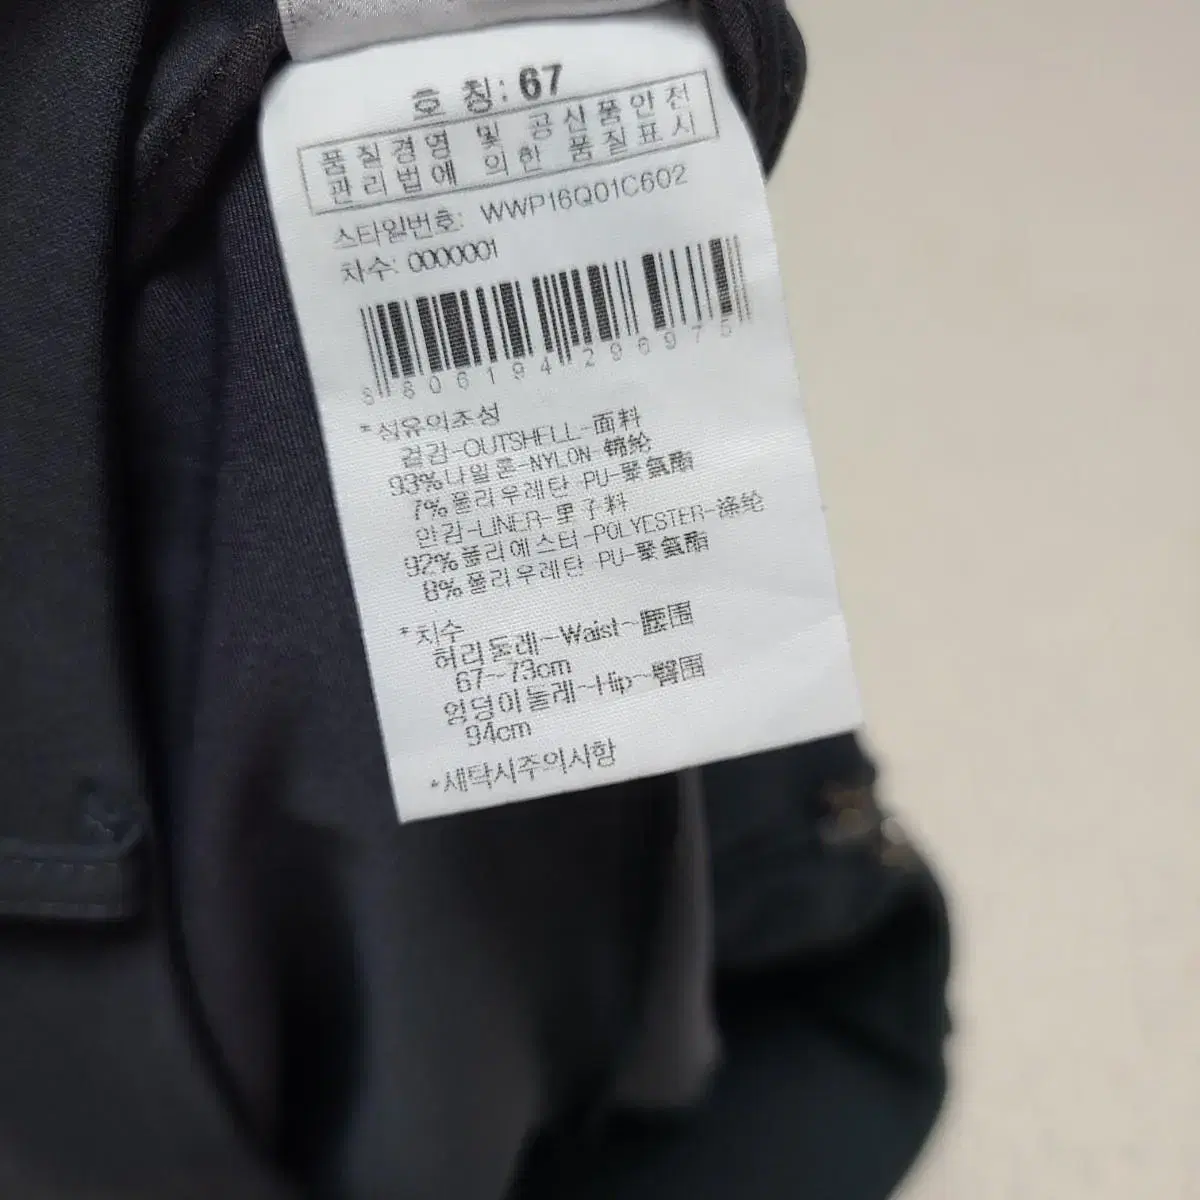 호 칭: 67
품질경영 및 공산품안전
관리법에 의한 품질표시
스타일번호: WWP16Q01C602
차수: 0000001
8806194296975
*섬유의조성
겉감-OUTSHELL-面料
93%나일론-NYLON-锦纶
7%폴리우레탄 PU-聚氨酯
안감-LINER-里子料
92%폴리에스터-POLYESTER-涤纶
8%폴리우레탄 PU-聚氨酯
*치수
허리둘레~Waist~腰围
67~73cm
엉덩이둘레~Hip~臀围
94cm
*세탁시주의사항